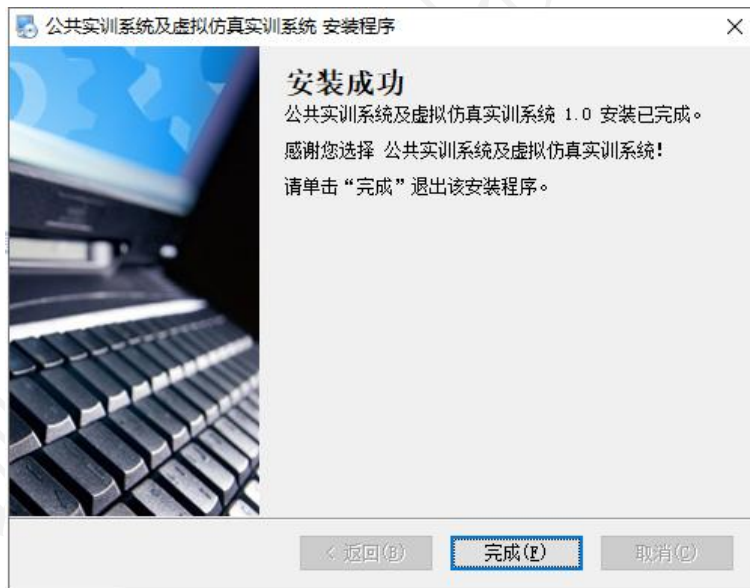 公共实训系统及虚拟仿真实训系统 安装程序
安装成功
公共实训系统及虚拟仿真实训系统 1.0 安装已完成。
感谢您选择 公共实训系统及虚拟仿真实训系统!
请单击“完成”退出该安装程序。
< 返回(B) 完成(F) 取消(C)